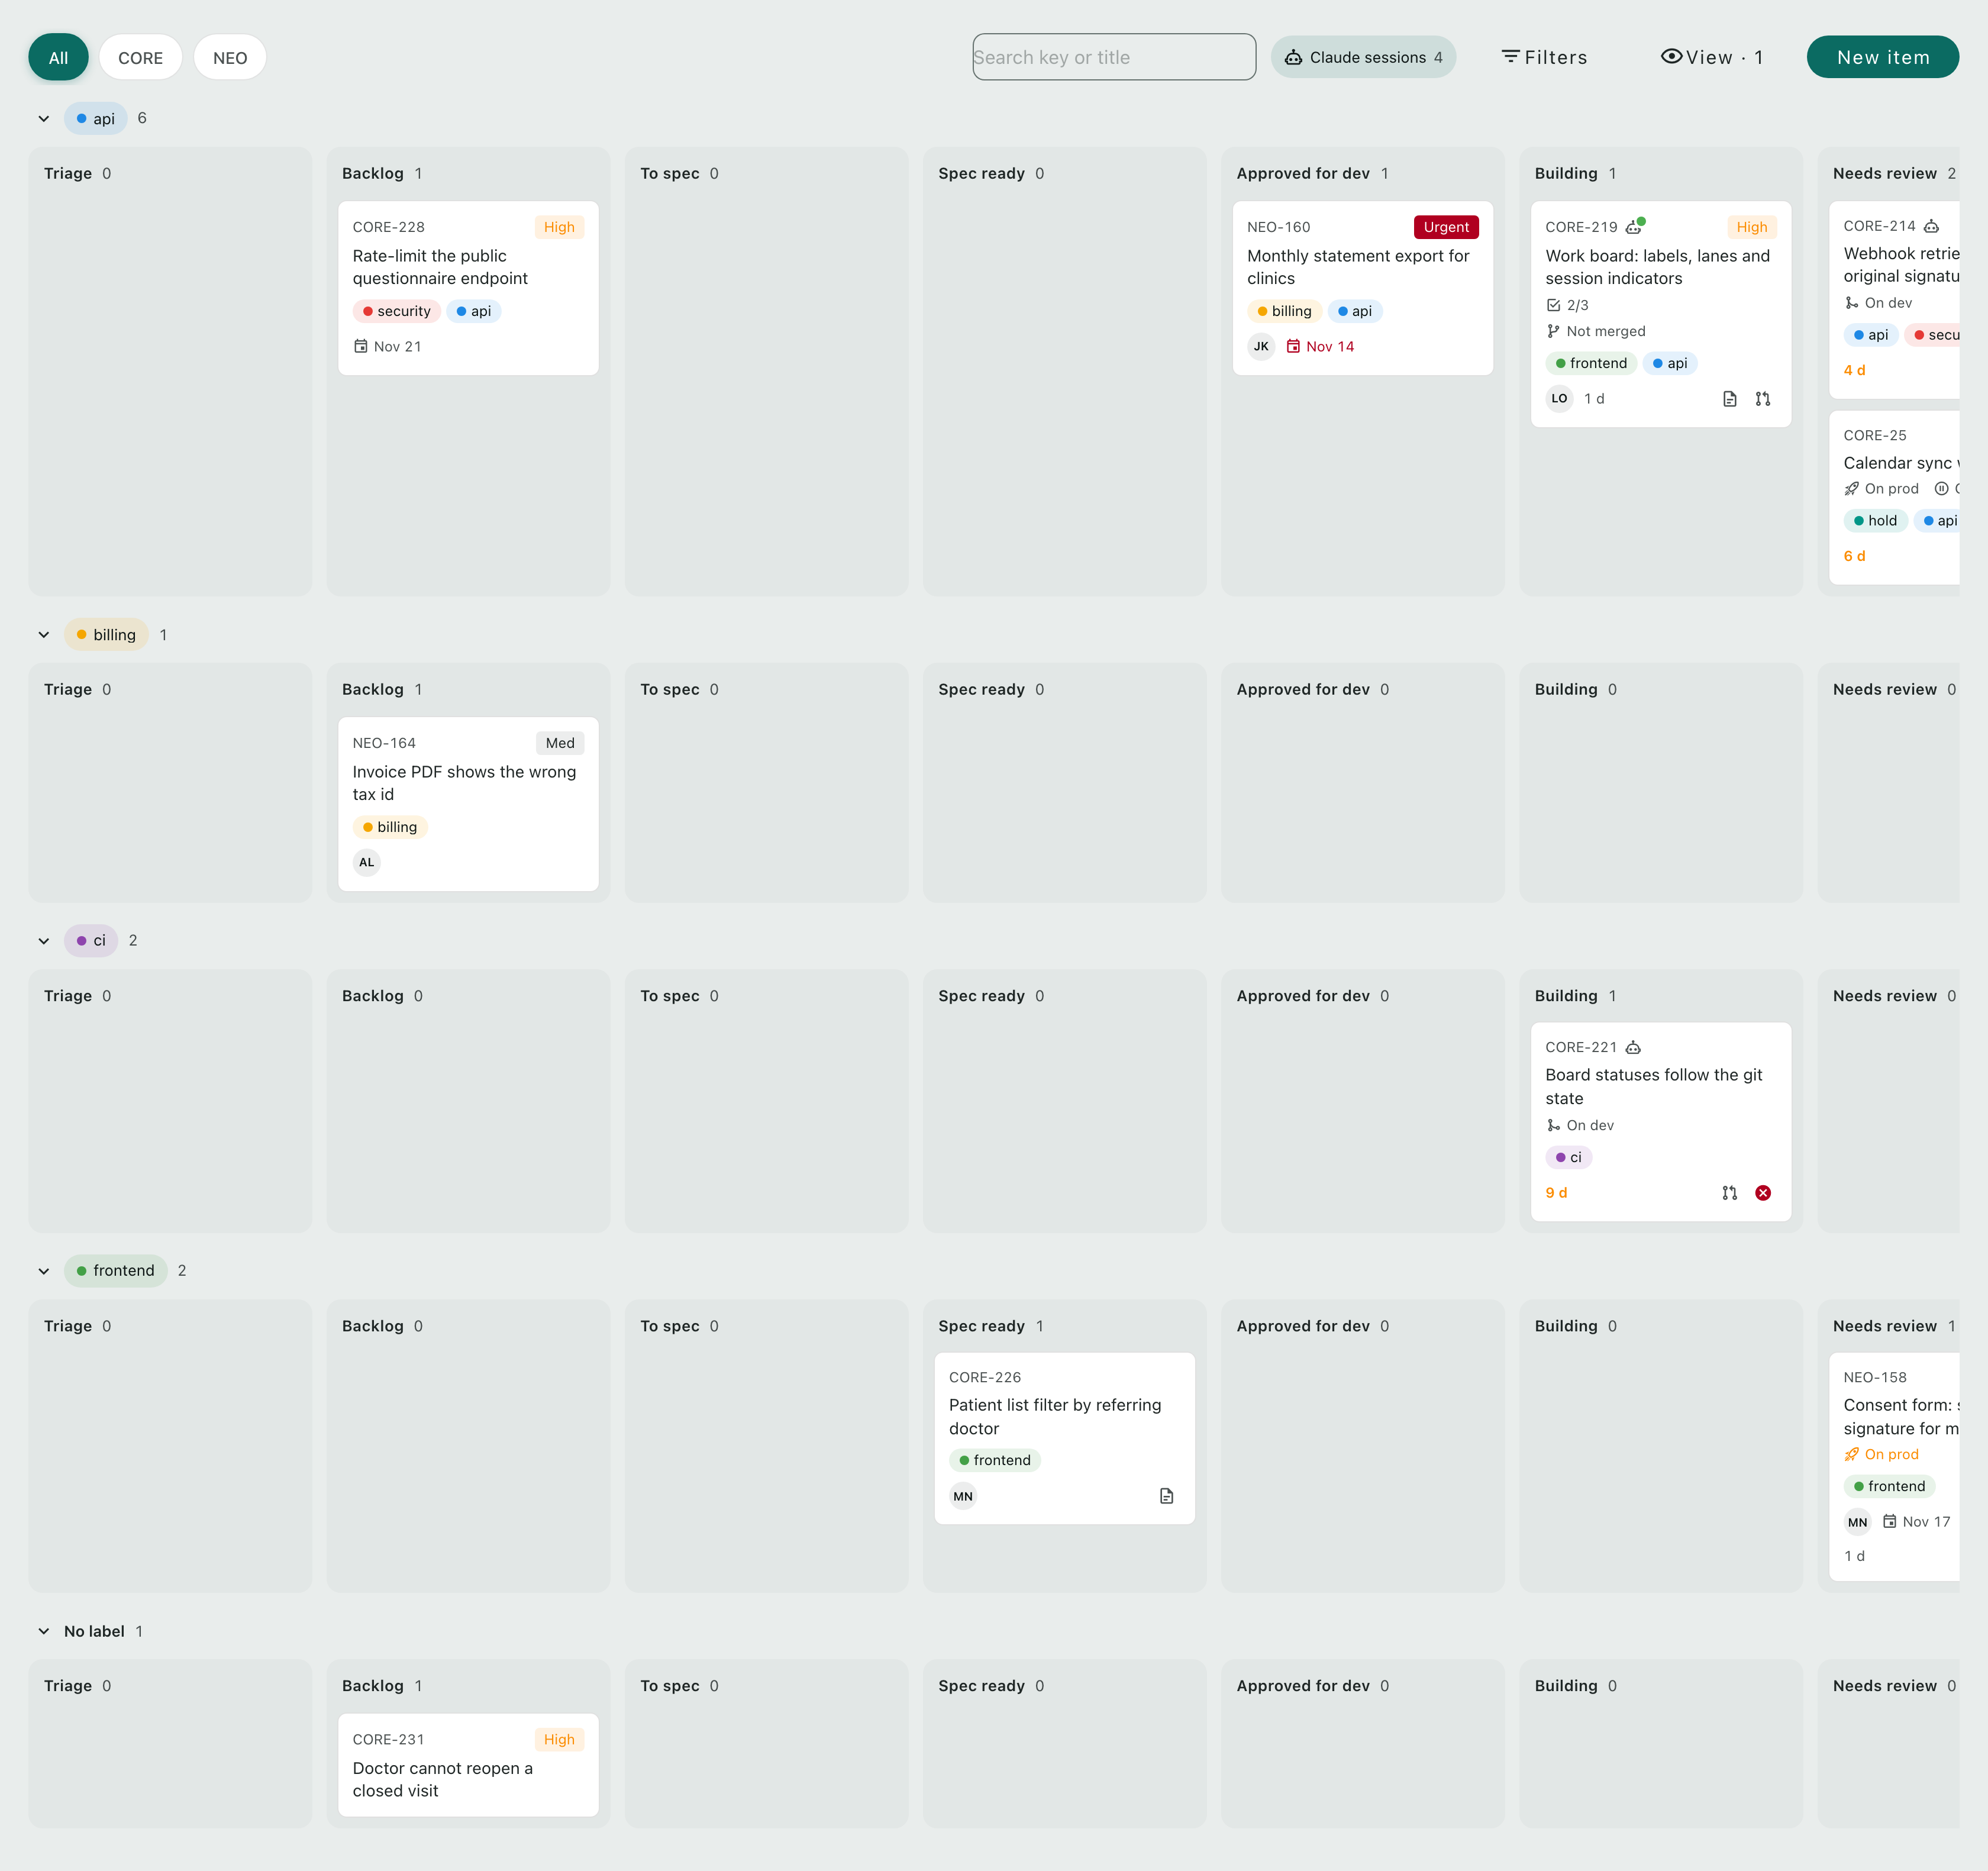 All CORE NEO Search key or title Claude sessions 4 Filters View · 1 New item
api 6
Triage 0 Backlog 1 To spec 0 Spec ready 0 Approved for dev 1 Building 1 Needs review 2
CORE-228 High
Rate-limit the public
questionnaire endpoint
security api
Nov 21
NEO-160 Urgent
Monthly statement export for
clinics
billing api
JK Nov 14
CORE-219 High
Work board: labels, lanes and
session indicators
2/3
Not merged
frontend api
LO 1 d
CORE-214
Webhook retrie
original signatu
On dev
api secu
4 d
CORE-25
Calendar sync
On prod
hold api
6 d
billing 1
Triage 0 Backlog 1 To spec 0 Spec ready 0 Approved for dev 0 Building 0 Needs review 0
NEO-164 Med
Invoice PDF shows the wrong
tax id
billing
AL
ci 2
Triage 0 Backlog 0 To spec 0 Spec ready 0 Approved for dev 0 Building 1 Needs review 0
CORE-221
Board statuses follow the git
state
On dev
ci
9 d
frontend 2
Triage 0 Backlog 0 To spec 0 Spec ready 1 Approved for dev 0 Building 0 Needs review 1
CORE-226
Patient list filter by referring
doctor
frontend
MN
NEO-158
Consent form:
signature for m
On prod
frontend
MN Nov 17
1 d
No label 1
Triage 0 Backlog 1 To spec 0 Spec ready 0 Approved for dev 0 Building 0 Needs review 0
CORE-231 High
Doctor cannot reopen a
closed visit